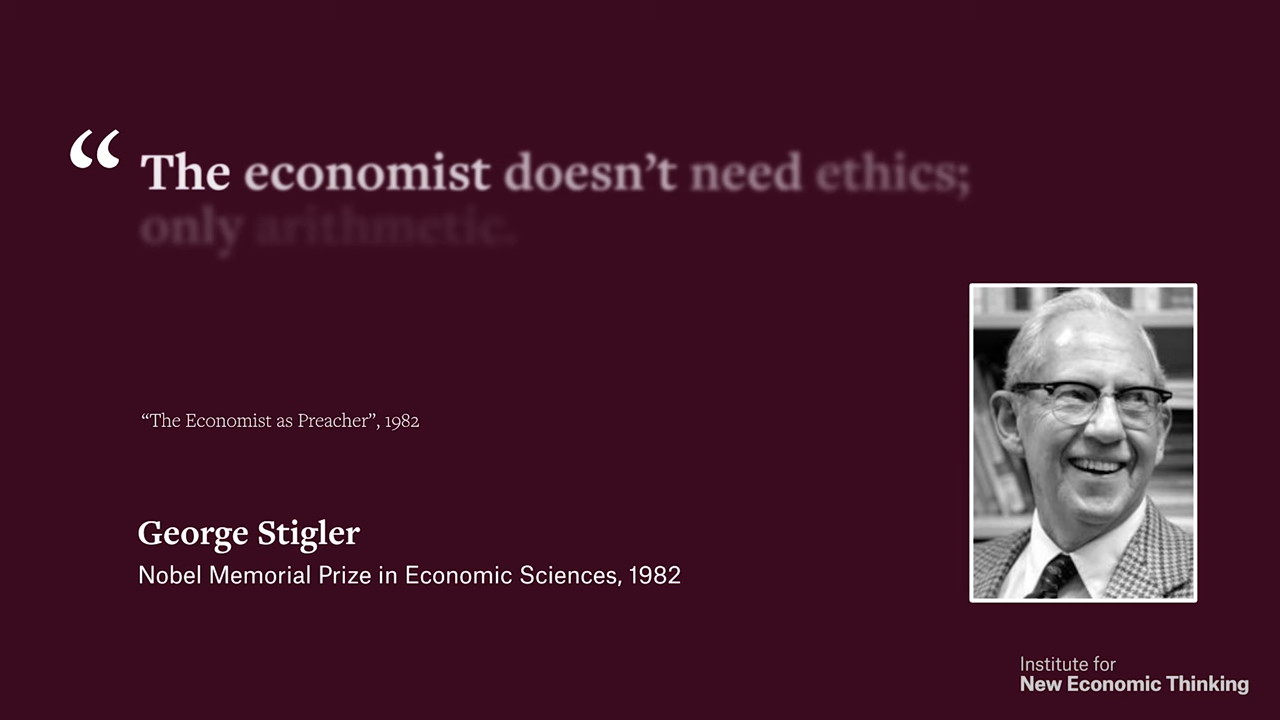 “The economist doesn’t need ethics;
only arithmetic.
“The Economist as Preacher”, 1982
George Stigler
Nobel Memorial Prize in Economic Sciences, 1982
Institute for
New Economic Thinking